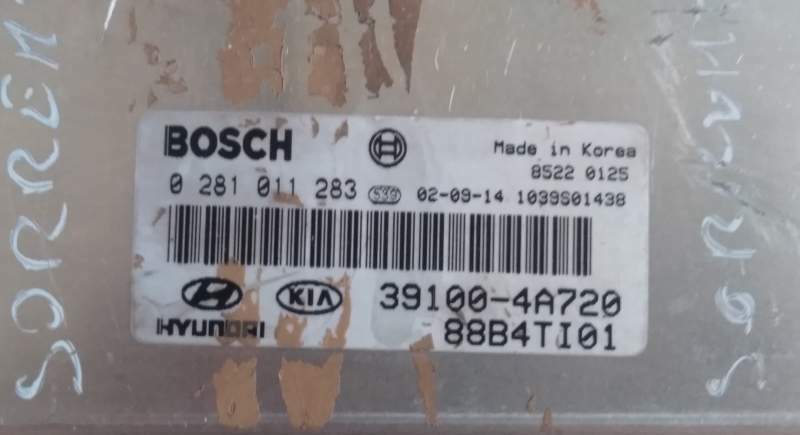 BOSCH
Made in Korea
8522 0125
0 281 011 283 530 02-09-14 1039S01438
KIA 39100-4A720
HYUNDAI 88B4TI01
SORREN